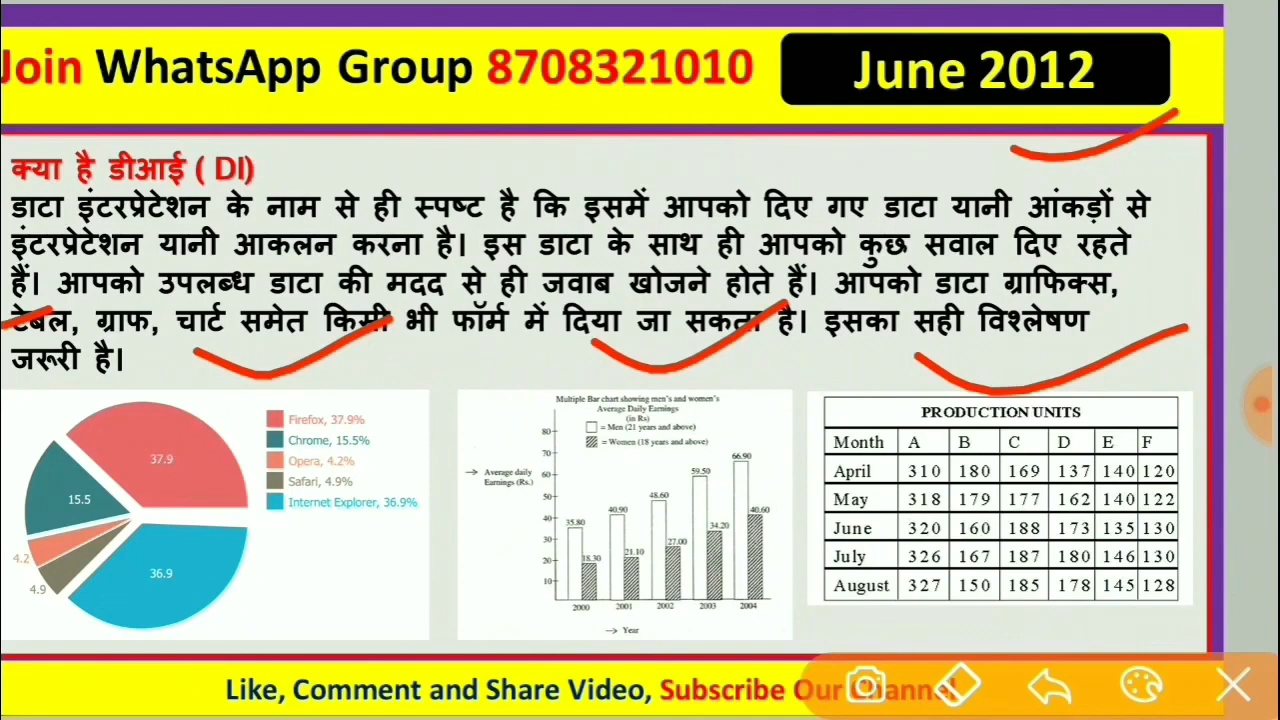 Join WhatsApp Group 8708321010
June 2012
क्या है डीआई ( DI)
डाटा इंटरप्रेटेशन के नाम से ही स्पष्ट है कि इसमें आपको दिए गए डाटा यानी आंकड़ों से
इंटरप्रेटेशन यानी आकलन करना है। इस डाटा के साथ ही आपको कुछ सवाल दिए रहते
हैं। आपको उपलब्ध डाटा की मदद से ही जवाब खोजने होते हैं। आपको डाटा ग्राफिक्स,
टेबल, ग्राफ, चार्ट समेत किसी भी फॉर्म में दिया जा सकता है। इसका सही विश्लेषण
जरूरी है।
37.9
15.5
4.2
4.9
36.9
Firefox, 37.9%
Chrome, 15.5%
Opera, 4.2%
Safari, 4.9%
Internet Explorer, 36.9%
Multiple Bar chart showing men's and women's
Average Daily Earnings
(in Rs)
= Men (21 years and above)
= Women (18 years and above)
Average daily
Earnings (Rs.)
80
70
60
50
40
30
20
10
35.80
18.30
40.90
21.10
48.60
27.00
59.50
34.20
66.90
40.60
2000 2001 2002 2003 2004
Year
PRODUCTION UNITS
Month A B C D E F
April 310 180 169 137 140 120
May 318 179 177 162 140 122
June 320 160 188 173 135 130
July 326 167 187 180 146 130
August 327 150 185 178 145 128
Like, Comment and Share Video, Subscribe Our Channel